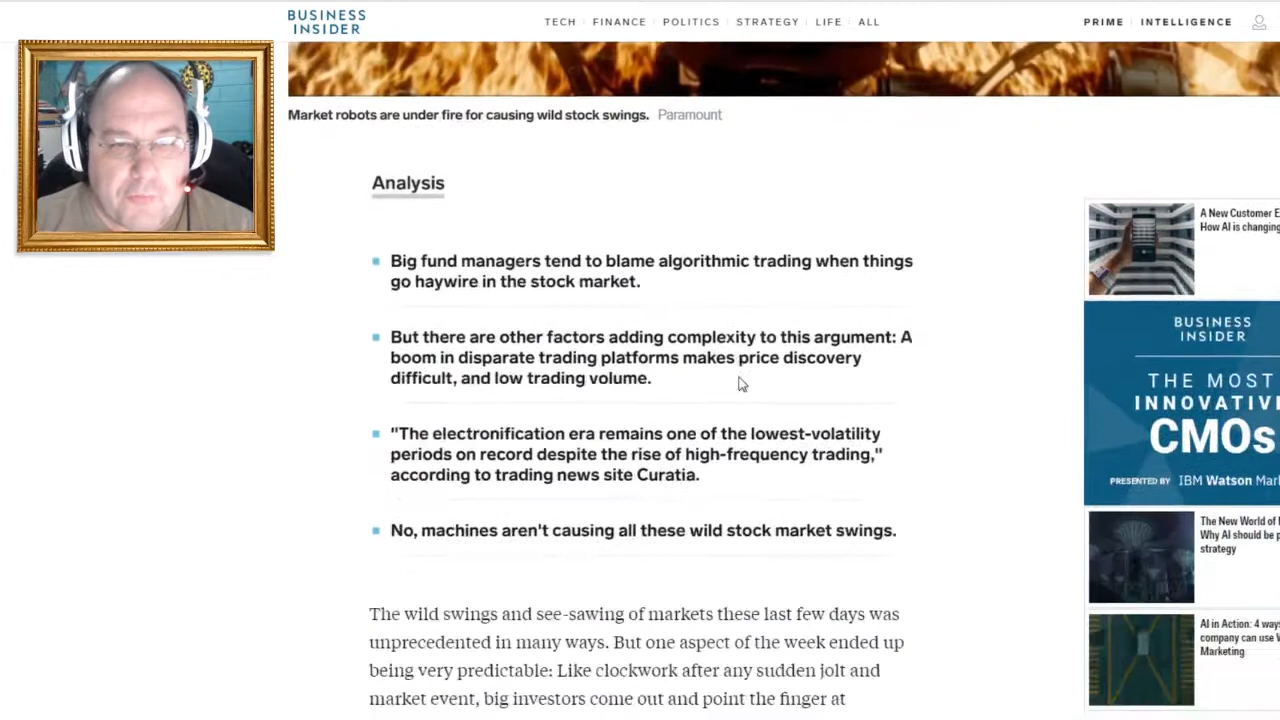 BUSINESS
INSIDER
TECH FINANCE POLITICS STRATEGY LIFE ALL
PRIME INTELLIGENCE
Market robots are under fire for causing wild stock swings. Paramount
Analysis
Big fund managers tend to blame algorithmic trading when things
go haywire in the stock market.
But there are other factors adding complexity to this argument: A
boom in disparate trading platforms makes price discovery
difficult, and low trading volume.
"The electronification era remains one of the lowest-volatility
periods on record despite the rise of high-frequency trading,"
according to trading news site Curatia.
No, machines aren't causing all these wild stock market swings.
The wild swings and see-sawing of markets these last few days was
unprecedented in many ways. But one aspect of the week ended up
being very predictable: Like clockwork after any sudden jolt and
market event, big investors come out and point the finger at
A New Customer E
How AI is changing
BUSINESS
INSIDER
THE MOST
INNOVATIV
CMOs
PRESENTED BY IBM Watson Mar
The New World of
Why AI should be p
strategy
AI in Action: 4 ways
company can use W
Marketing